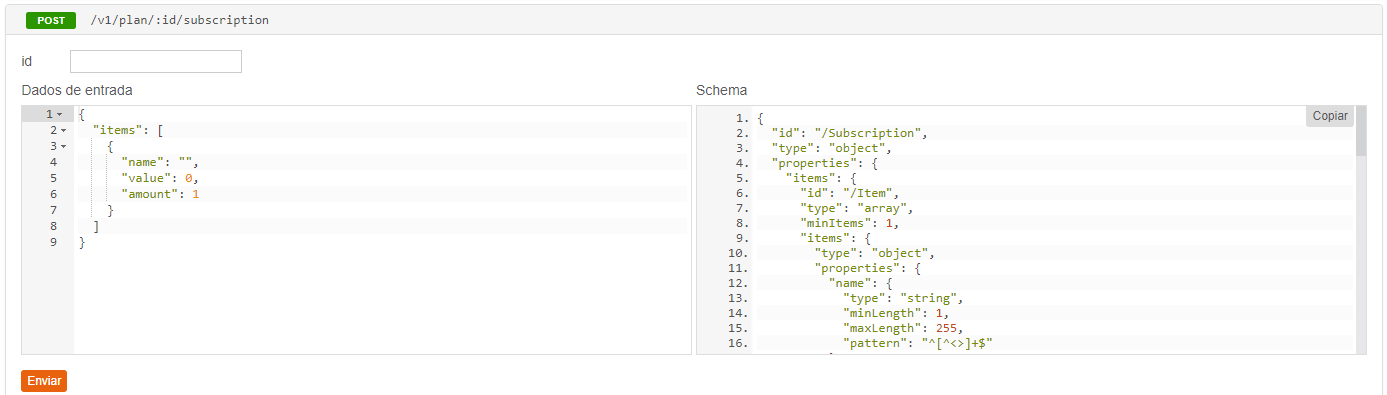 POST /v1/plan/:id/subscription
id
Dados de entrada
1 {
2 "items": [
3 {
4 "name": "",
5 "value": 0,
6 "amount": 1
7 }
8 ]
9 }
Schema
Copiar
1. {
2. "id": "/Subscription",
3. "type": "object",
4. "properties": {
5. "items": {
6. "id": "/Item",
7. "type": "array",
8. "minItems": 1,
9. "items": {
10. "type": "object",
11. "properties": {
12. "name": {
13. "type": "string",
14. "minLength": 1,
15. "maxLength": 255,
16. "pattern": "^[^<>]+$"
Enviar